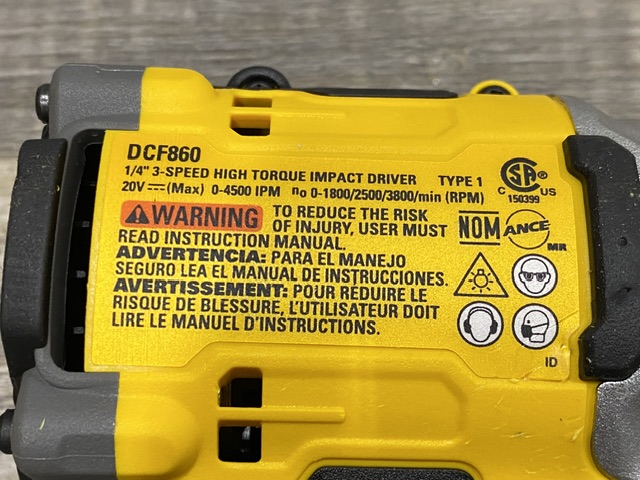 DCF860
1/4" 3-SPEED HIGH TORQUE IMPACT DRIVER TYPE 1
20V ⎓ (Max) 0-4500 IPM no 0-1800/2500/3800/min (RPM)
CSA
C US
150399
WARNING TO REDUCE THE RISK
OF INJURY, USER MUST
READ INSTRUCTION MANUAL.
NOM ANCE
MR
ADVERTENCIA: PARA EL MANEJO
SEGURO LEA EL MANUAL DE INSTRUCCIONES.
AVERTISSEMENT: POUR RÉDUIRE LE
RISQUE DE BLESSURE, L'UTILISATEUR DOIT
LIRE LE MANUEL D'INSTRUCTIONS.
ID